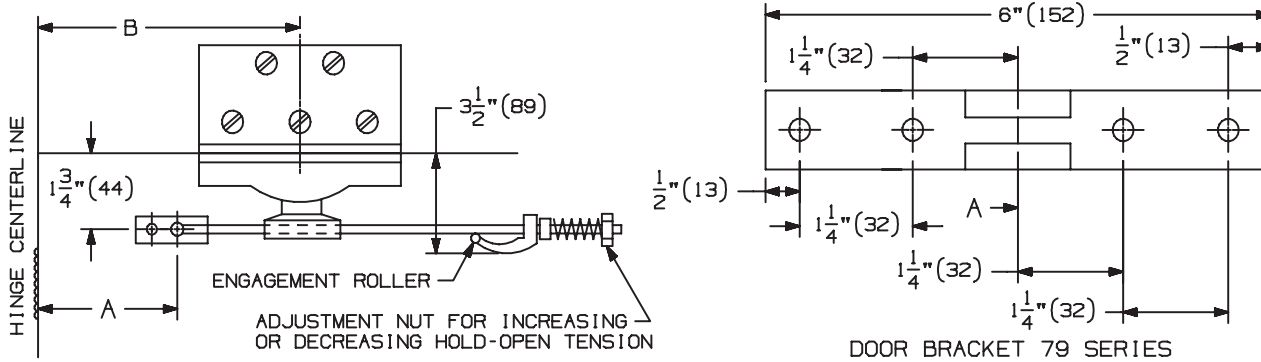 B
3 1/2"(89)
HINGE CENTERLINE
1 3/4"(44)
A
ENGAGEMENT ROLLER
ADJUSTMENT NUT FOR INCREASING
OR DECREASING HOLD-OPEN TENSION
6"(152)
1 1/4"(32)
1/2"(13)
1/2"(13)
A
1 1/4"(32)
1 1/4"(32)
1 1/4"(32)
DOOR BRACKET 79 SERIES